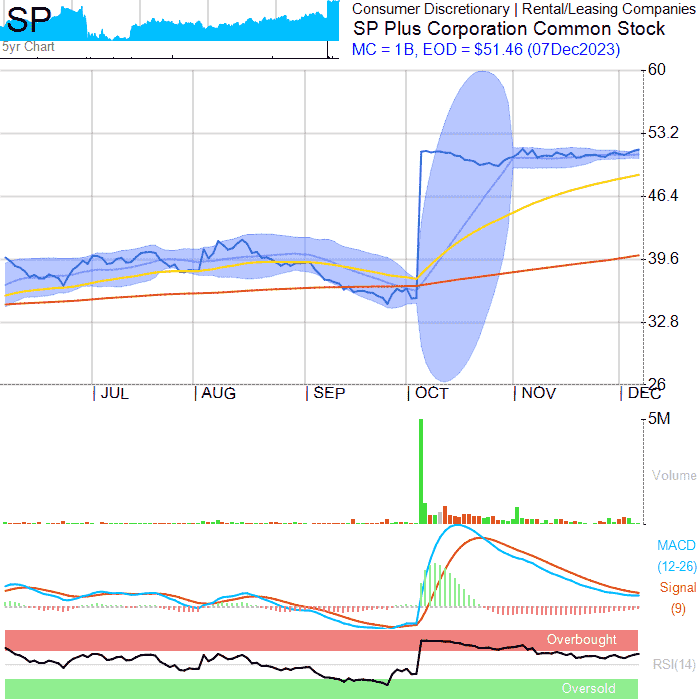 SP
5yr Chart
Consumer Discretionary | Rental/Leasing Companies
SP Plus Corporation Common Stock
MC = 1B, EOD = $51.46 (07Dec2023)
60
53.2
46.4
39.6
32.8
26
JUL AUG SEP OCT NOV DEC
5M
Volume
MACD
(12-26)
Signal
(9)
Overbought
RSI(14)
Oversold